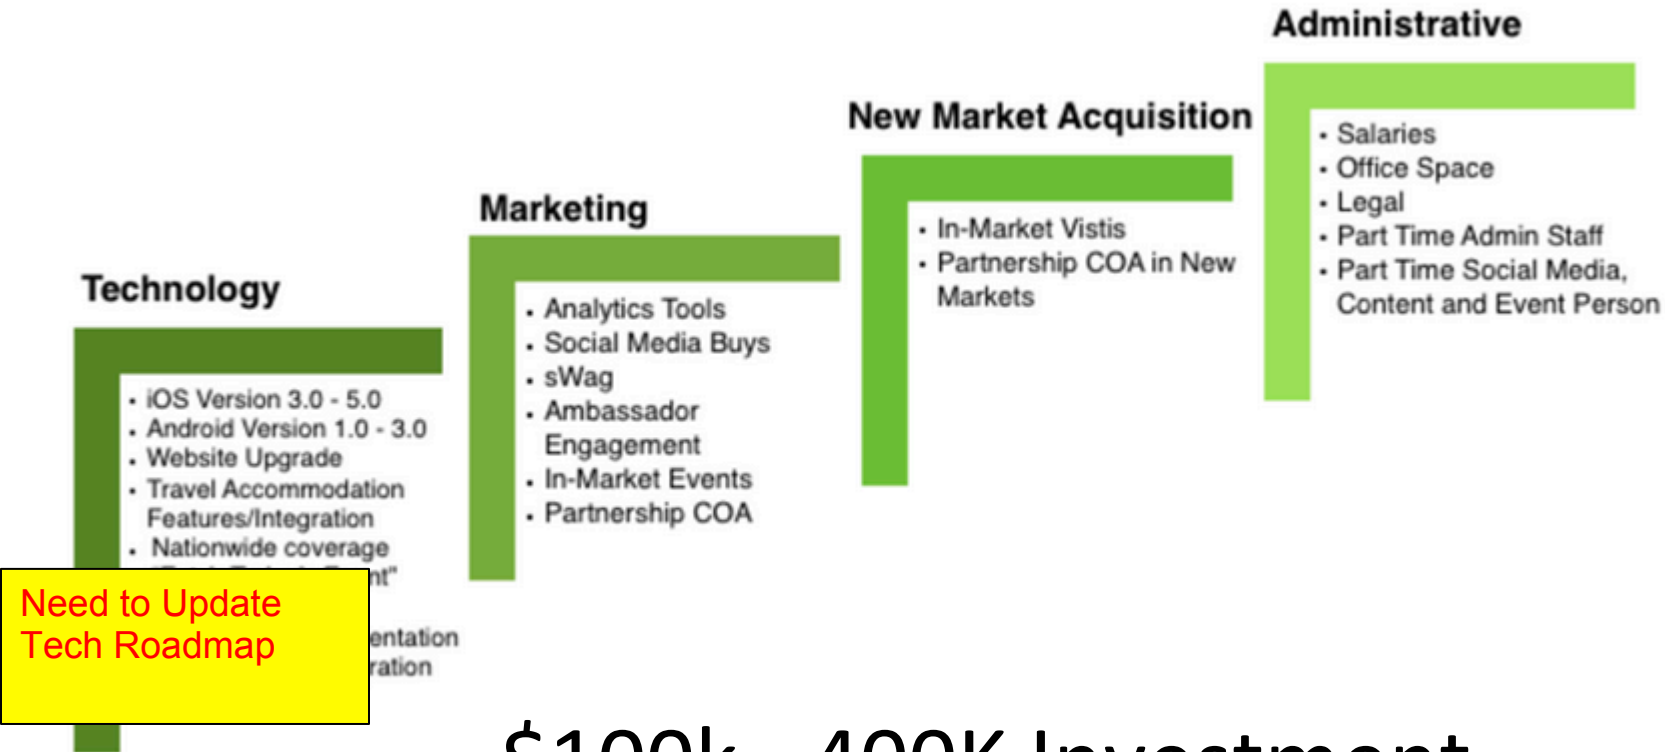 Administrative
• Salaries
• Office Space
• Legal
• Part Time Admin Staff
• Part Time Social Media,
Content and Event Person
New Market Acquisition
• In-Market Vistis
• Partnership COA in New
Markets
Marketing
• Analytics Tools
• Social Media Buys
• sWag
• Ambassador
Engagement
• In-Market Events
• Partnership COA
Technology
• iOS Version 3.0 - 5.0
• Android Version 1.0 - 3.0
• Website Upgrade
• Travel Accommodation
Features/Integration
• Nationwide coverage
Need to Update
Tech Roadmap
$100k - 400K Investment